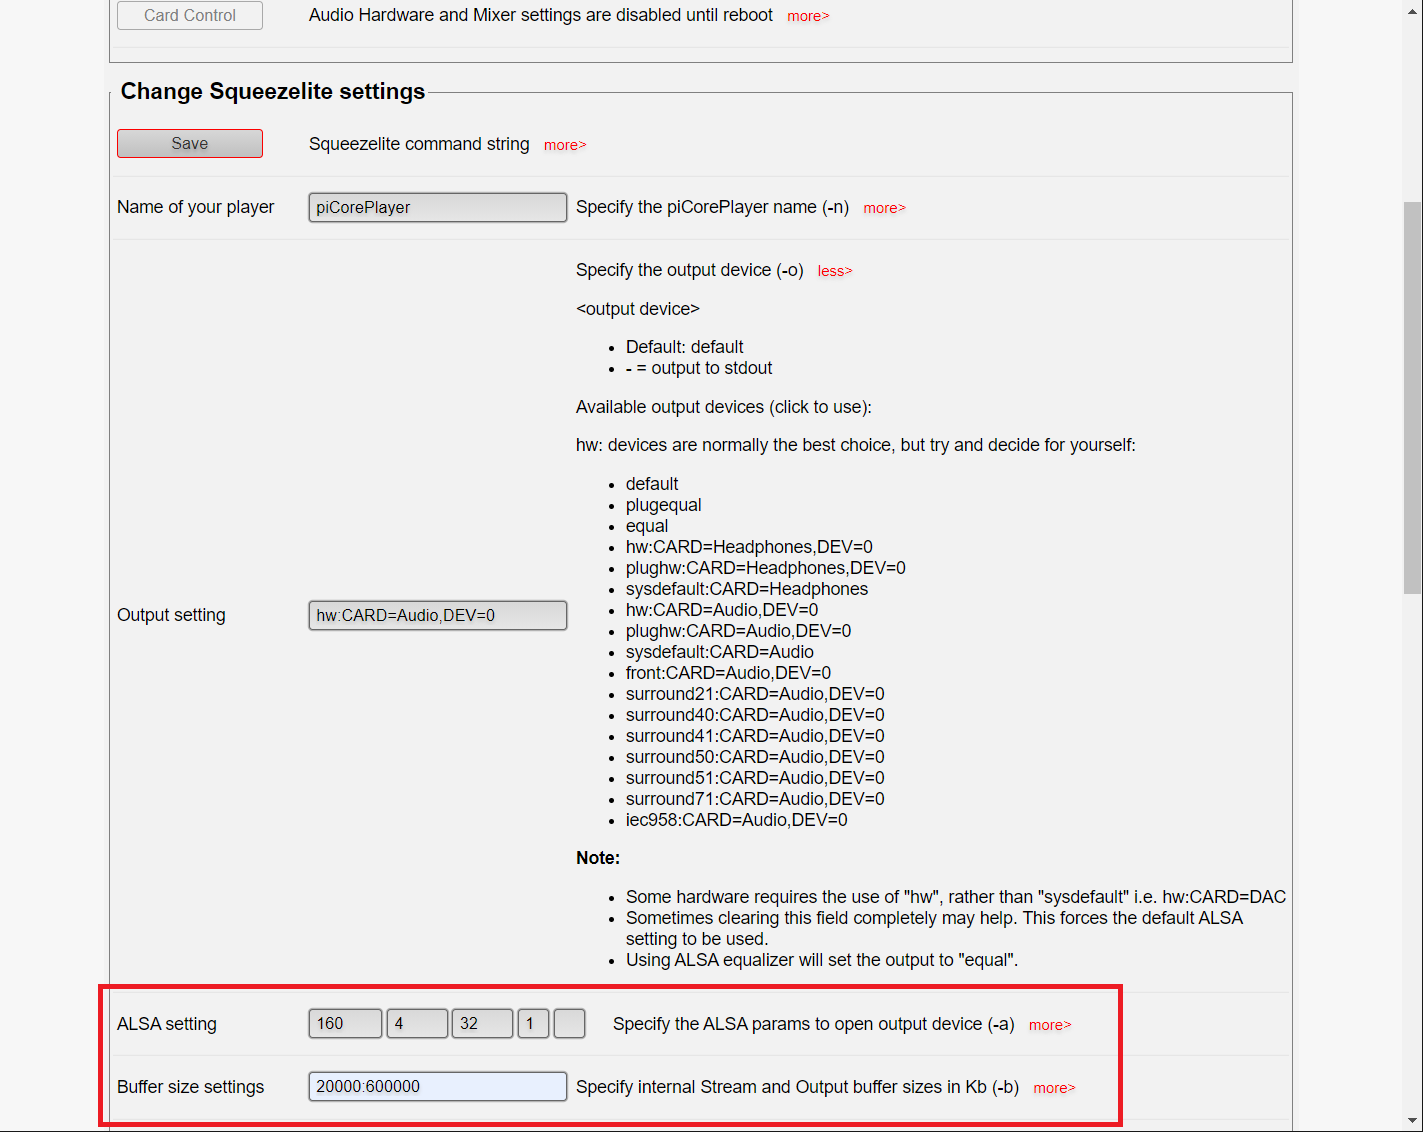 Card Control
Audio Hardware and Mixer settings are disabled until reboot more>
Change Squeezelite settings
Save
Squeezelite command string more>
Name of your player
piCorePlayer
Specify the piCorePlayer name (-n) more>
Specify the output device (-o) less>
<output device>
• Default: default
• - = output to stdout
Available output devices (click to use):
hw: devices are normally the best choice, but try and decide for yourself:
• default
• plugequal
• equal
• hw:CARD=Headphones,DEV=0
• plughw:CARD=Headphones,DEV=0
• sysdefault:CARD=Headphones
• hw:CARD=Audio,DEV=0
• plughw:CARD=Audio,DEV=0
• sysdefault:CARD=Audio
• front:CARD=Audio,DEV=0
• surround21:CARD=Audio,DEV=0
• surround40:CARD=Audio,DEV=0
• surround41:CARD=Audio,DEV=0
• surround50:CARD=Audio,DEV=0
• surround51:CARD=Audio,DEV=0
• surround71:CARD=Audio,DEV=0
• iec958:CARD=Audio,DEV=0
Output setting
hw:CARD=Audio,DEV=0
Note:
• Some hardware requires the use of "hw", rather than "sysdefault" i.e. hw:CARD=DAC
• Sometimes clearing this field completely may help. This forces the default ALSA
setting to be used.
• Using ALSA equalizer will set the output to "equal".
ALSA setting
160 4 32 1
Specify the ALSA params to open output device (-a) more>
Buffer size settings
20000:600000
Specify internal Stream and Output buffer sizes in Kb (-b) more>